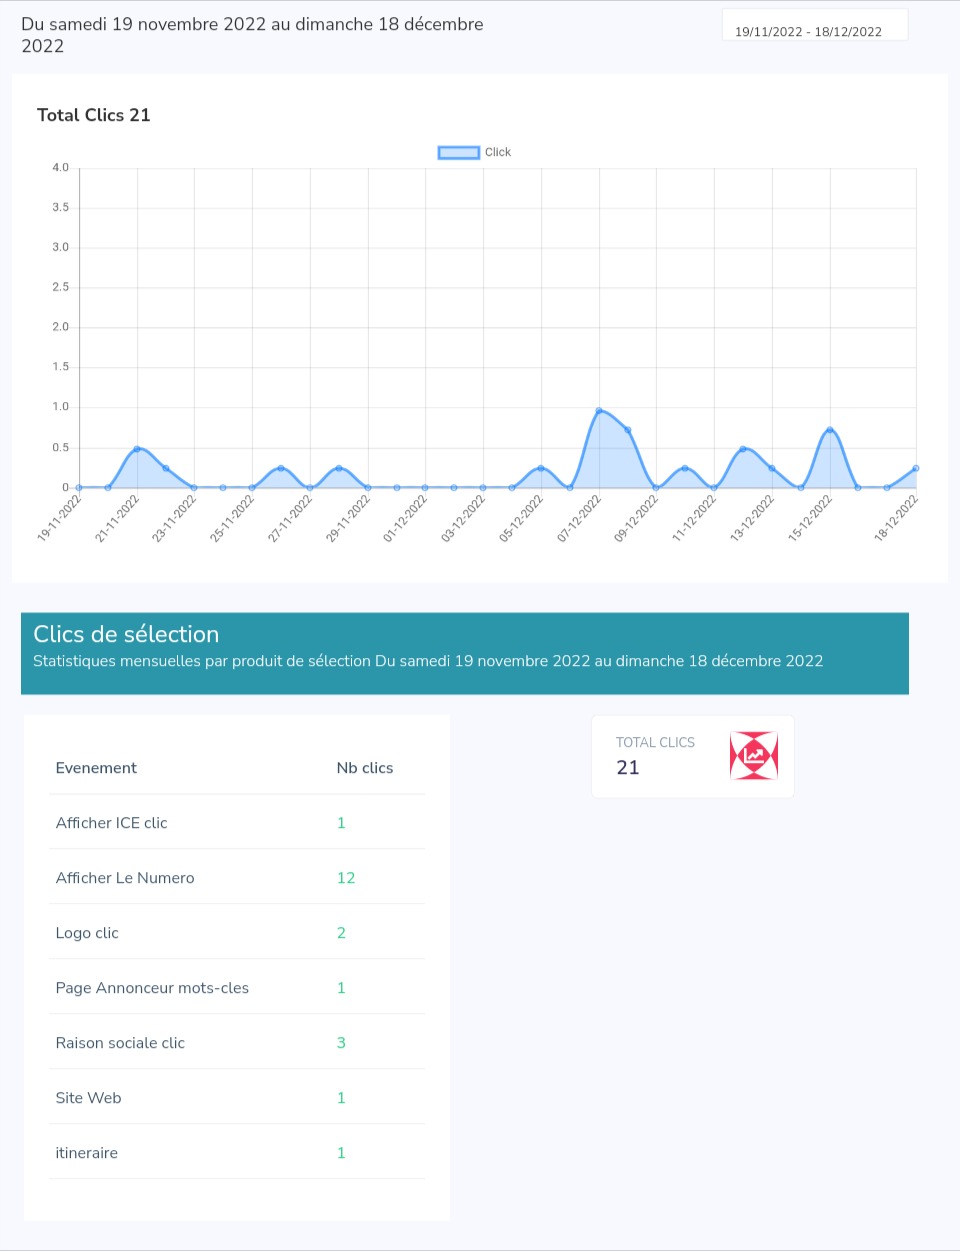 Du samedi 19 novembre 2022 au dimanche 18 décembre
2022
19/11/2022 - 18/12/2022
Total Clics 21
Click
4.0
3.5
3.0
2.5
2.0
1.5
1.0
0.5
0
19-11-2022
21-11-2022
23-11-2022
25-11-2022
27-11-2022
29-11-2022
01-12-2022
03-12-2022
05-12-2022
07-12-2022
09-12-2022
11-12-2022
13-12-2022
15-12-2022
18-12-2022
Clics de sélection
Statistiques mensuelles par produit de sélection Du samedi 19 novembre 2022 au dimanche 18 décembre 2022
TOTAL CLICS
21
Evenement Nb clics
Afficher ICE clic 1
Afficher Le Numero 12
Logo clic 2
Page Annonceur mots-cles 1
Raison sociale clic 3
Site Web 1
itineraire 1